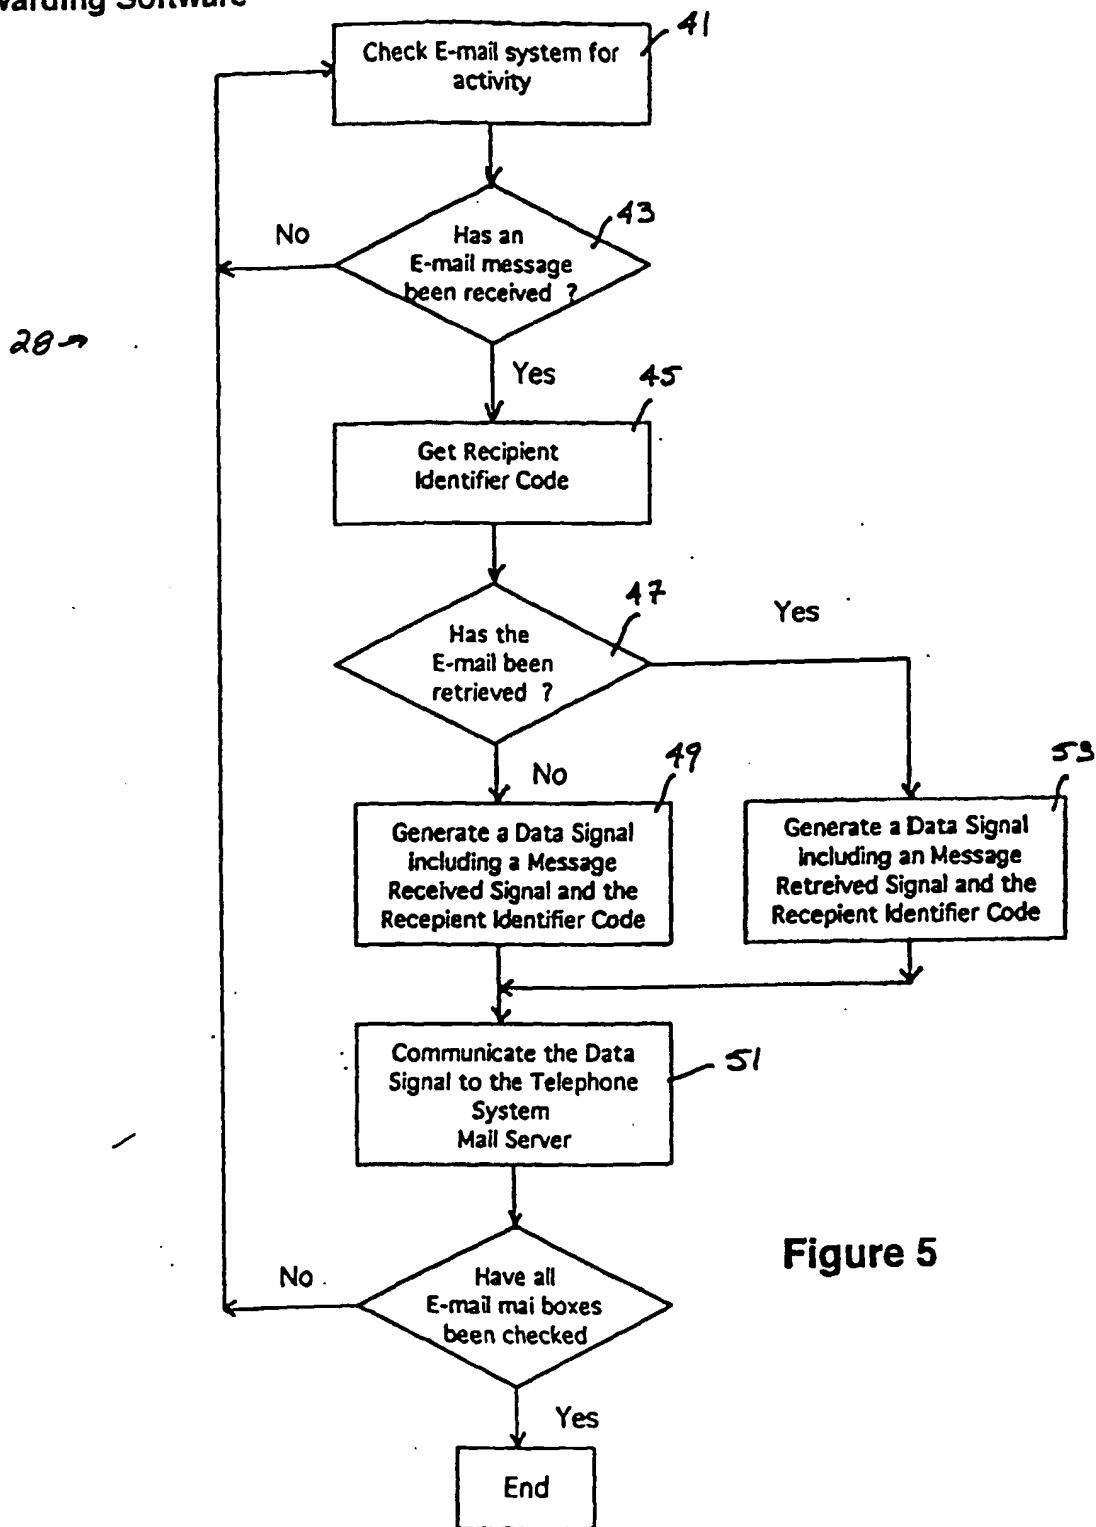 warding Software
41
Check E-mail system for
activity
43
No
Has an
E-mail message
been received ?
28
Yes
45
Get Recipient
Identifier Code
47
Yes
Has the
E-mail been
retrieved ?
No
49
53
Generate a Data Signal
including a Message
Received Signal and the
Recepient Identifier Code
Generate a Data Signal
including an Message
Retreived Signal and the
Recepient Identifier Code
Communicate the Data
Signal to the Telephone
System
Mail Server
51
Figure 5
No
Have all
E-mail mai boxes
been checked
Yes
End